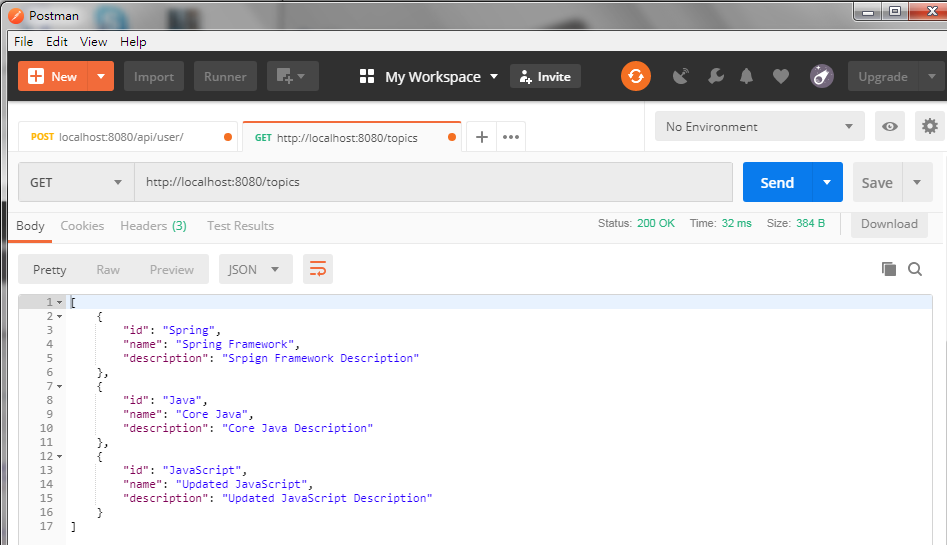 Postman
File Edit View Help
New Import Runner My Workspace Invite Upgrade
POST localhost:8080/api/user/ GET http://localhost:8080/topics No Environment
GET http://localhost:8080/topics Send Save
Body Cookies Headers (3) Test Results Status: 200 OK Time: 32 ms Size: 384 B Download
Pretty Raw Preview JSON
1 [
2 {
3 "id": "Spring",
4 "name": "Spring Framework",
5 "description": "Srpign Framework Description"
6 },
7 {
8 "id": "Java",
9 "name": "Core Java",
10 "description": "Core Java Description"
11 },
12 {
13 "id": "JavaScript",
14 "name": "Updated JavaScript",
15 "description": "Updated JavaScript Description"
16 }
17 ]